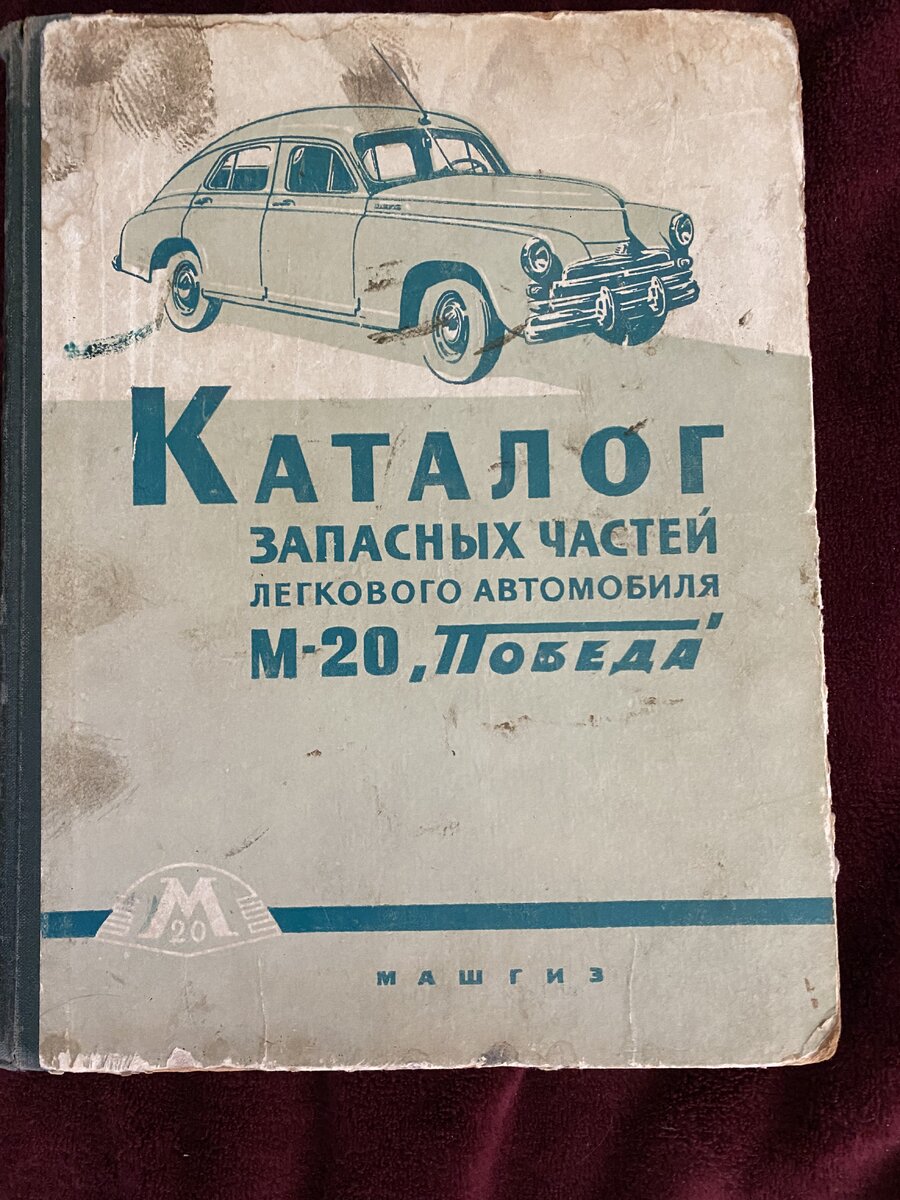 КАТАЛОГ
ЗАПАСНЫХ ЧАСТЕЙ
ЛЕГКОВОГО АВТОМОБИЛЯ
М-20 „ПОБЕДА"
М
20
МАШГИЗ